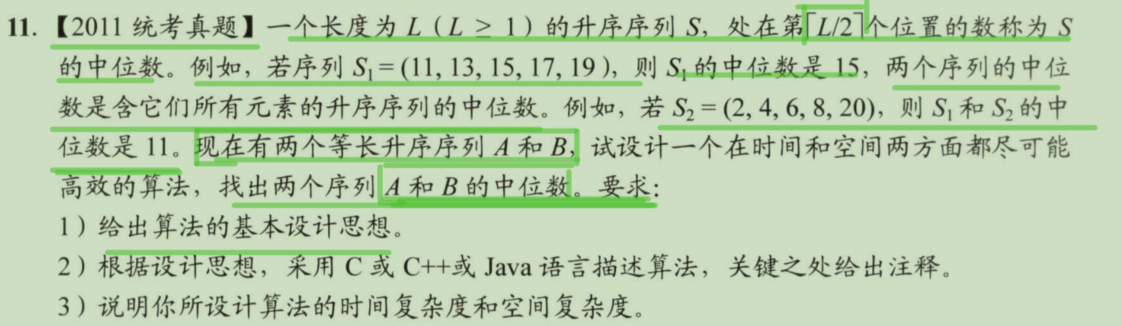 11. 【2011 统考真题】一个长度为 L（L ≥ 1）的升序序列 S，处在第⌈L/2⌉个位置的数称为 S
的中位数。例如，若序列 S₁ = (11, 13, 15, 17, 19 )，则 S₁ 的中位数是 15，两个序列的中位
数是含它们所有元素的升序序列的中位数。例如，若 S₂ = (2, 4, 6, 8, 20)，则 S₁ 和 S₂ 的中
位数是 11。现在有两个等长升序序列 A 和 B，试设计一个在时间和空间两方面都尽可能
高效的算法，找出两个序列 A 和 B 的中位数。要求：
1）给出算法的基本设计思想。
2）根据设计思想，采用 C 或 C++或 Java 语言描述算法，关键之处给出注释。
3）说明你所设计算法的时间复杂度和空间复杂度。